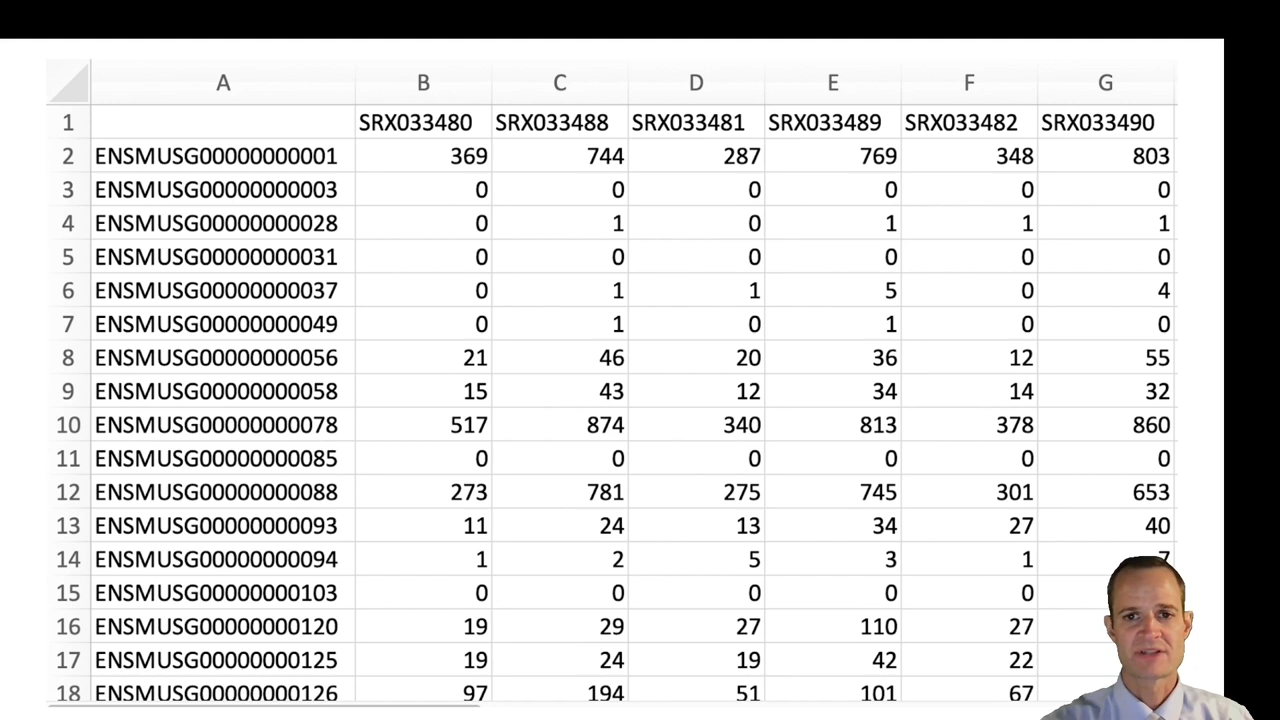 A B C D E F G
1 SRX033480 SRX033488 SRX033481 SRX033489 SRX033482 SRX033490
2 ENSMUSG00000000001 369 744 287 769 348 803
3 ENSMUSG00000000003 0 0 0 0 0 0
4 ENSMUSG00000000028 0 1 0 1 1 1
5 ENSMUSG00000000031 0 0 0 0 0 0
6 ENSMUSG00000000037 0 1 1 5 0 4
7 ENSMUSG00000000049 0 1 0 1 0 0
8 ENSMUSG00000000056 21 46 20 36 12 55
9 ENSMUSG00000000058 15 43 12 34 14 32
10 ENSMUSG00000000078 517 874 340 813 378 860
11 ENSMUSG00000000085 0 0 0 0 0 0
12 ENSMUSG00000000088 273 781 275 745 301 653
13 ENSMUSG00000000093 11 24 13 34 27 40
14 ENSMUSG00000000094 1 2 5 3 1 7
15 ENSMUSG00000000103 0 0 0 0 0
16 ENSMUSG00000000120 19 29 27 110 27
17 ENSMUSG00000000125 19 24 19 42 22
18 ENSMUSG00000000126 97 194 51 101 67